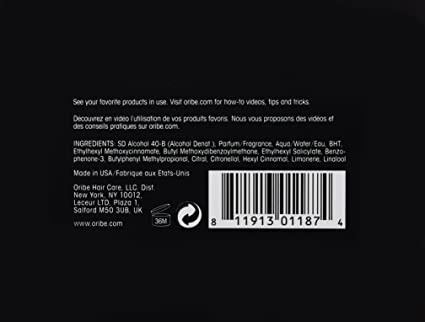 See your favorite products in use. Visit oribe.com for how-to videos, tips and tricks.
Decouvrez en video l'utilisation de vos produits favoris. Nous vous proposons des videos et
des conseils pratiques sur oribe.com.
INGREDIENTS: SD Alcohol 40-B (Alcohol Denat.), Parfum/Fragrance, Aqua/Water/Eau, BHT,
Ethylhexyl Methoxycinnamate, Butyl Methoxydibenzoylmethane, Ethylhexyl Salicylate, Benzo-
phenone-3, Butylphenyl Methylpropional, Citral, Citronellol, Hexyl Cinnamal, Limonene, Linalool
Made in USA/Fabrique aux Etats-Unis
Oribe Hair Care, LLC. Dist.
New York, NY 10012,
Leceur LTD, Plaza 1,
Salford M50 3UB, UK
www.oribe.com
36M
8 11913 01187 4